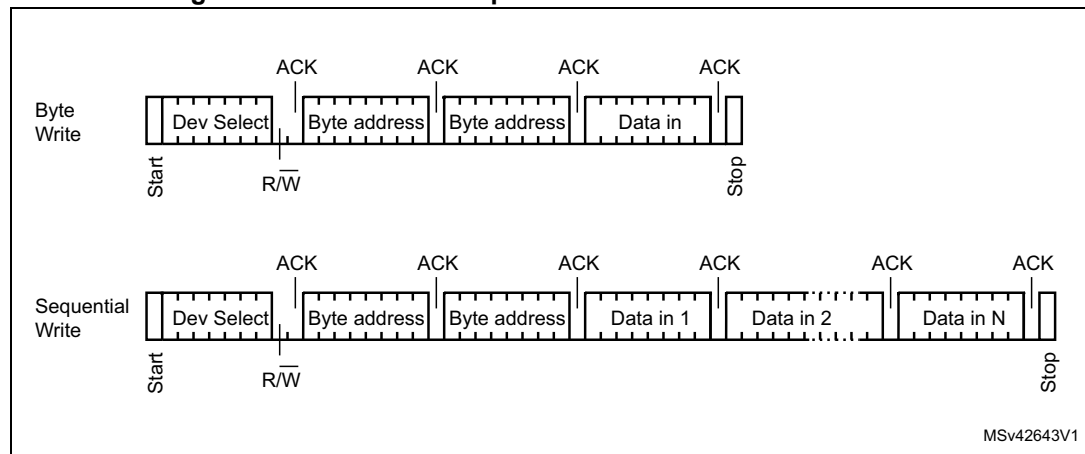 ACK ACK ACK ACK
Byte
Write
Dev Select Byte address Byte address Data in
Start R/W Stop
ACK ACK ACK ACK ACK ACK
Sequential
Write
Dev Select Byte address Byte address Data in 1 Data in 2 Data in N
Start R/W Stop
MSv42643V1